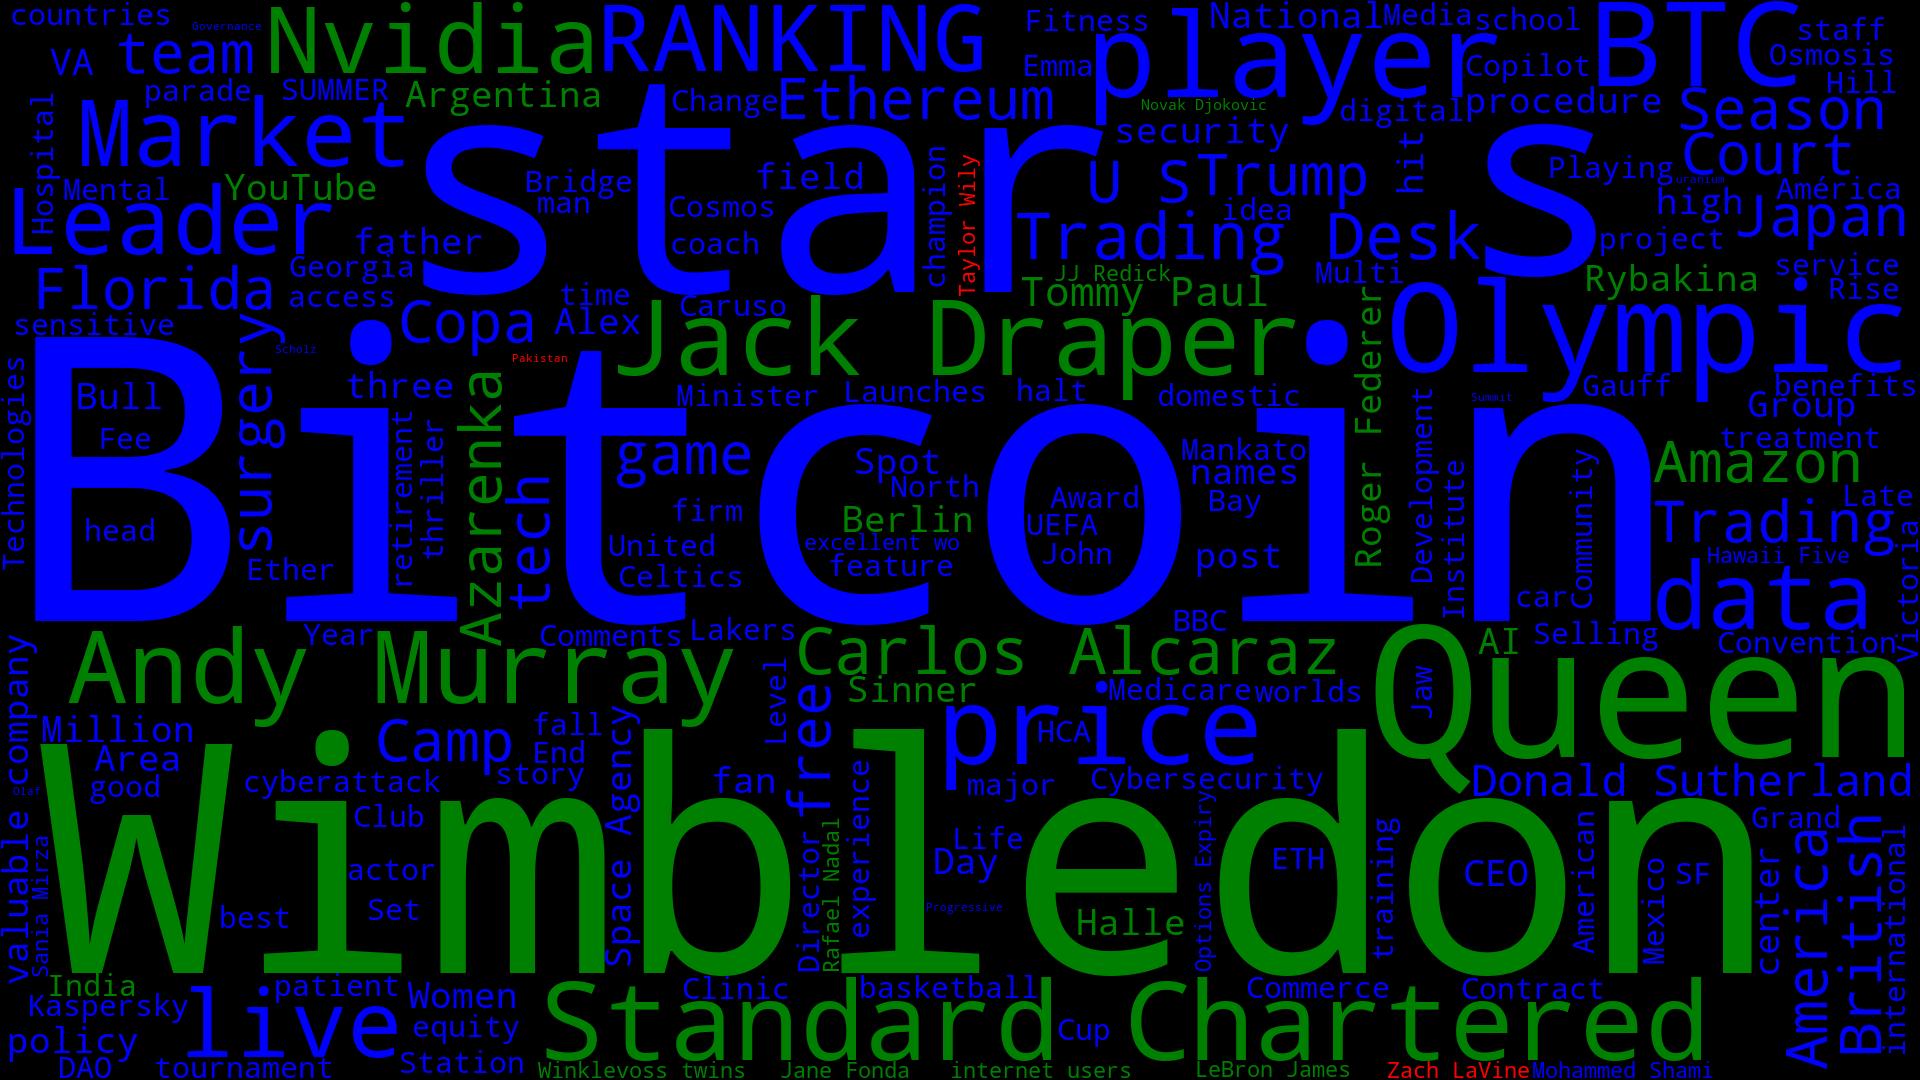 countries
Governance
Nvidia
RANKING
Fitness
National
Media
school
BTC
staff
VA
team
player
Emma
Copilot
Osmosis
Hill
parade
SUMMER
Argentina
Change
Ethereum
Novak Djokovic
digital
procedure
Season
Hospital
Market
star
s
security
hit
Court
Playing
uranium
Mental
YouTube
Bridge
man
field
champion
Taylor Wily
U S
Trump
high
América
Leader
Cosmos
idea
Japan
father
coach
Trading Desk
project
Georgia
Multi
service
Florida
access
time
JJ Redick
Tommy Paul
Rybakina
Rise
sensitive
surgery
Copa
Alex
Caruso
Jack Draper
Roger Federer
Olympic
Scholz
Pakistan
Technologies
Bitcoin
Bull
three
Minister
Launches
halt
domestic
Gauff
benefits
Summit
Group
Fee
retirement
thriller
Azarenka
tech
game
Spot
Mankato
names
Development
Institute
Community
treatment
Amazon
North
Award
Bay
Late
head
firm
Berlin
UEFA
Trading
Victoria
Ether
United
excellent wo
John
post
Hawaii Five
Celtics
feature
car
data
Year
Comments
Lakers
BBC
AI
Selling
Convention
valuable company
Andy Murray
Carlos Alcaraz
Queen
Level
free
Sinner
Medicare
worlds
Jaw
Million
Camp
fall
Space Agency
price
HCA
Area
End
good
cyberattack
story
fan
major
Cybersecurity
Donald Sutherland
Olaf
Wimbledon
Club
Director
Rafael Nadal
experience
Life
Options Expiry
training
American
Grand
America
British
international
Sania Mirza
actor
Day
ETH
CEO
Mexico
SF
center
best
Set
Progressive
Halle
India
patient
Women
Clinic
basketball
Commerce
Contract
Kaspersky
live
Standard Chartered
policy
equity
Cup
DAO
tournament
Station
Winklevoss twins
Jane Fonda
internet users
LeBron James
Zach LaVine
Mohammed Shami